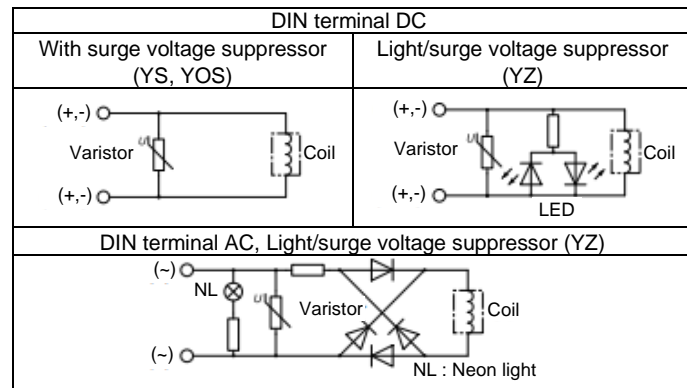 DIN terminal DC
With surge voltage suppressor
(YS, YOS)
Light/surge voltage suppressor
(YZ)
(+,-)
Varistor
U
Coil
(+,-)
(+,-)
Varistor
U
Coil
(+,-)
LED
DIN terminal AC, Light/surge voltage suppressor (YZ)
(~)
NL
U
Varistor
Coil
(~)
NL : Neon light